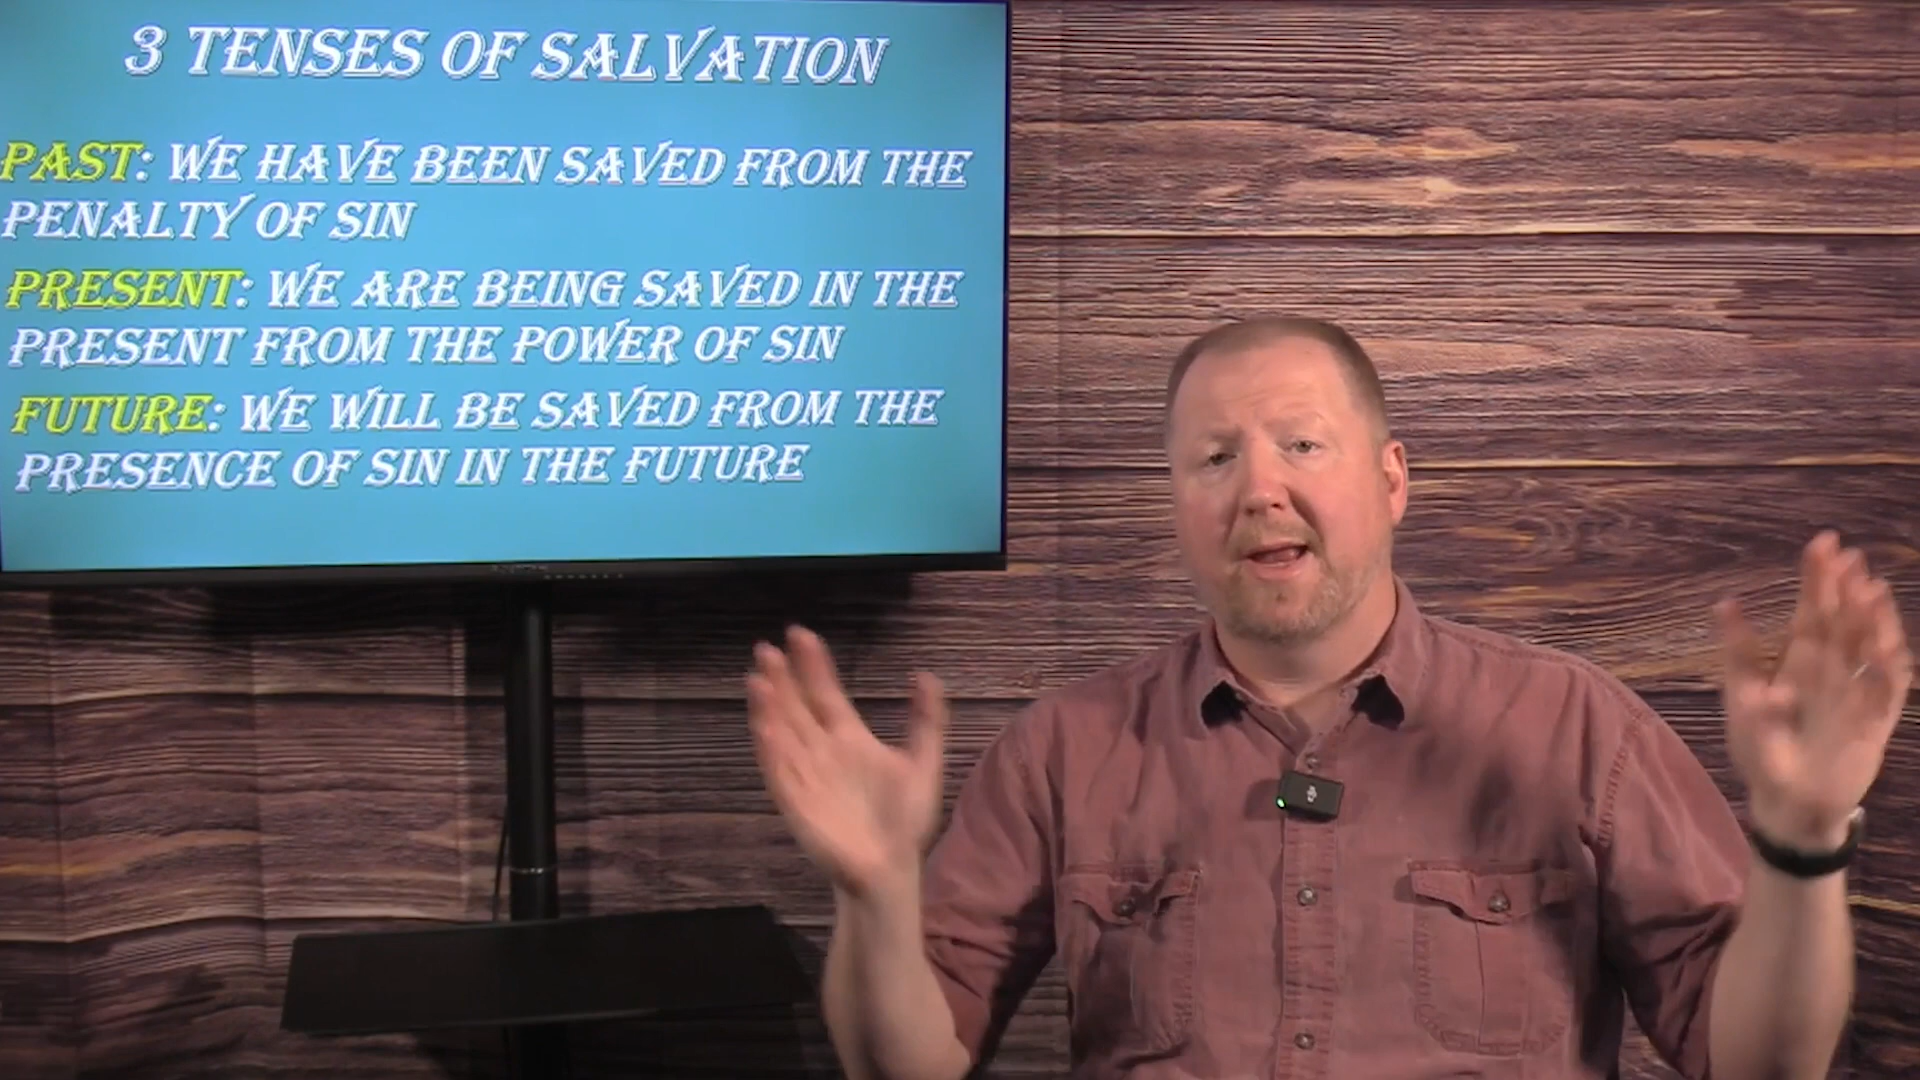 3 TENSES OF SALVATION
PAST: WE HAVE BEEN SAVED FROM THE
PENALTY OF SIN
PRESENT: WE ARE BEING SAVED IN THE
PRESENT FROM THE POWER OF SIN
FUTURE: WE WILL BE SAVED FROM THE
PRESENCE OF SIN IN THE FUTURE